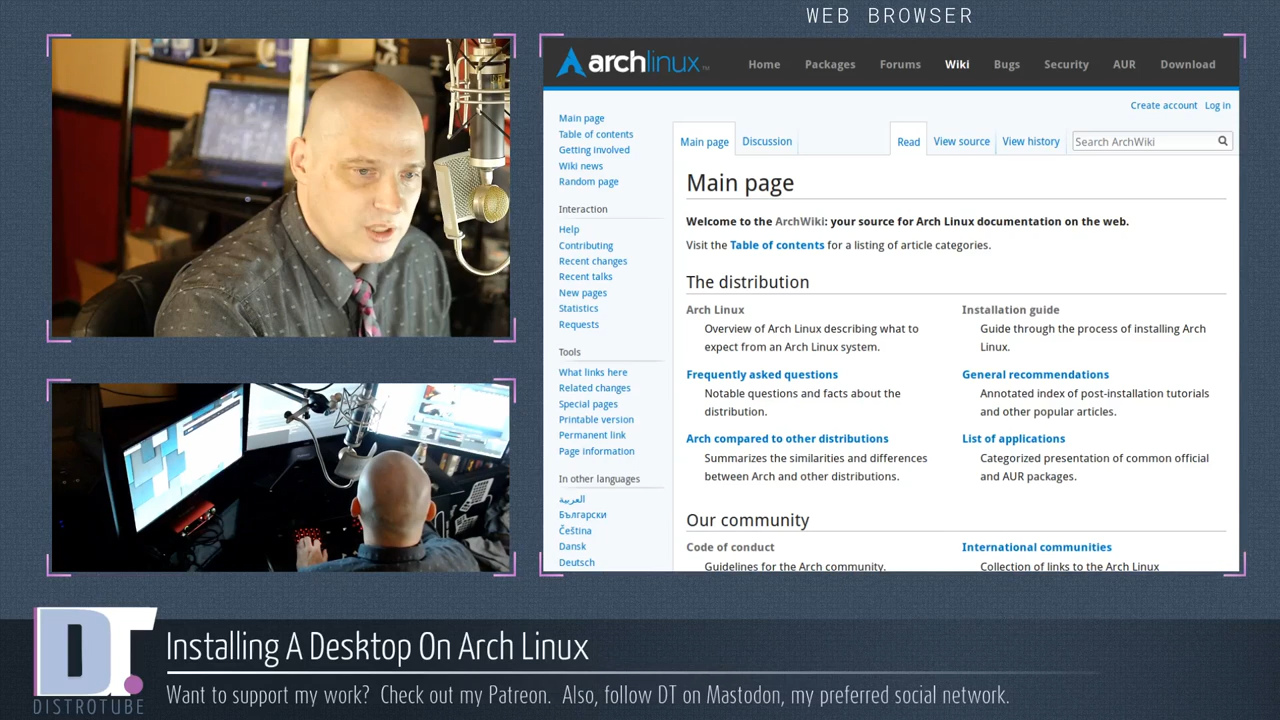 WEB BROWSER
archlinux
Home Packages Forums Wiki Bugs Security AUR Download
Create account Log in
Main page
Table of contents
Getting involved
Wiki news
Random page
Interaction
Help
Contributing
Recent changes
Recent talks
New pages
Statistics
Requests
Tools
What links here
Related changes
Special pages
Printable version
Permanent link
Page information
In other languages
العربية
Български
Čeština
Dansk
Deutsch
Main page Discussion Read View source View history Search ArchWiki
Main page
Welcome to the ArchWiki: your source for Arch Linux documentation on the web.
Visit the Table of contents for a listing of article categories.
The distribution
Arch Linux
Overview of Arch Linux describing what to
expect from an Arch Linux system.
Frequently asked questions
Notable questions and facts about the
distribution.
Arch compared to other distributions
Summarizes the similarities and differences
between Arch and other distributions.
Installation guide
Guide through the process of installing Arch
Linux.
General recommendations
Annotated index of post-installation tutorials
and other popular articles.
List of applications
Categorized presentation of common official
and AUR packages.
Our community
Code of conduct
Guidelines for the Arch community.
International communities
Collection of links to the Arch Linux
DT
DISTROTUBE
Installing A Desktop On Arch Linux
Want to support my work? Check out my Patreon. Also, follow DT on Mastodon, my preferred social network.